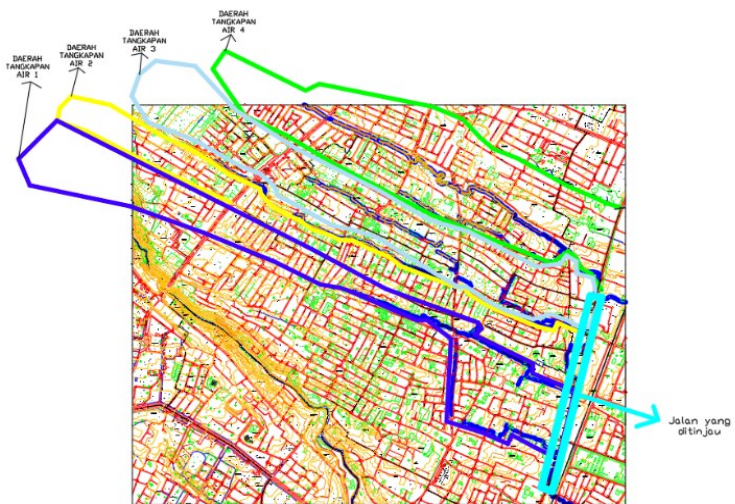 DAERAH
TANGKAPAN
AIR 1
DAERAH
TANGKAPAN
AIR 2
DAERAH
TANGKAPAN
AIR 3
DAERAH
TANGKAPAN
AIR 4
Jalan yang
ditinjau